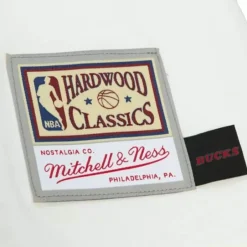 HARDWOOD
NBA
CLASSICS
NOSTALGIA CO.
Mitchell & Ness
PHILADELPHIA, PA.
BUCKS